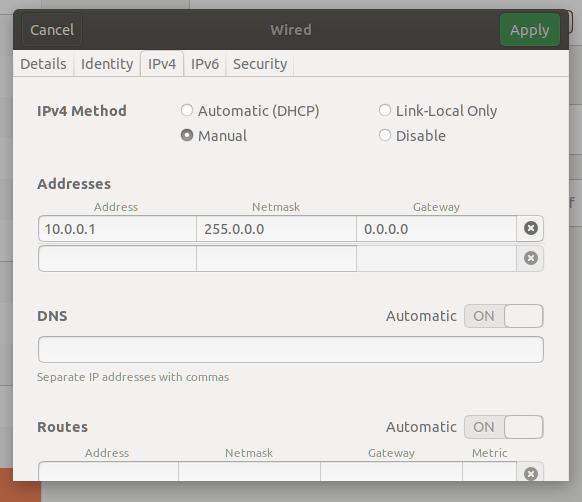 Cancel Wired Apply
Details Identity IPv4 IPv6 Security
IPv4 Method Automatic (DHCP) Link-Local Only
Manual Disable
Addresses
Address Netmask Gateway
10.0.0.1 255.0.0.0 0.0.0.0
DNS Automatic ON
Separate IP addresses with commas
Routes Automatic ON
Address Netmask Gateway Metric